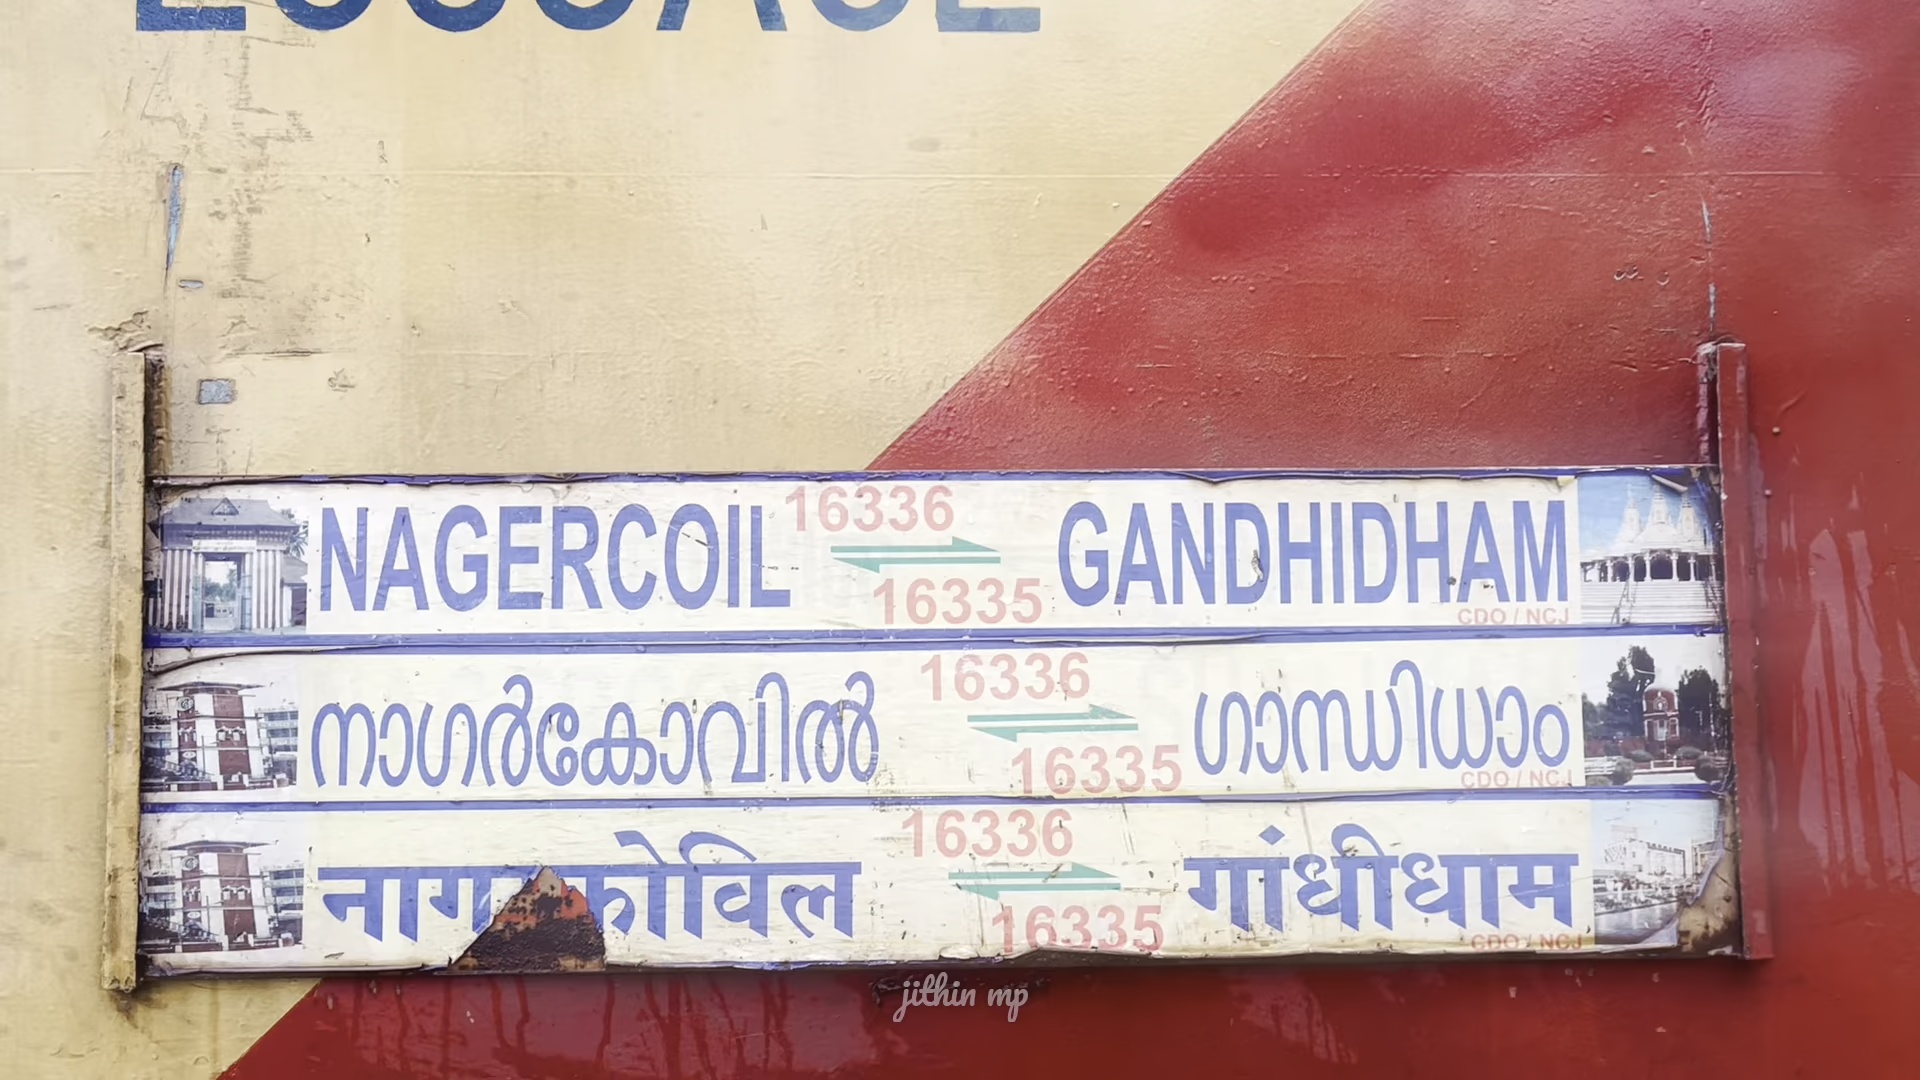 NAGERCOIL 16336 GANDHIDHAM
16335
CDO / NCJ
നാഗർകോവിൽ 16336 ഗാന്ധിധാം
16335
CDO / NCJ
16336
कोविल गांधीधाम
16335
CDO / NCJ
jithin mp